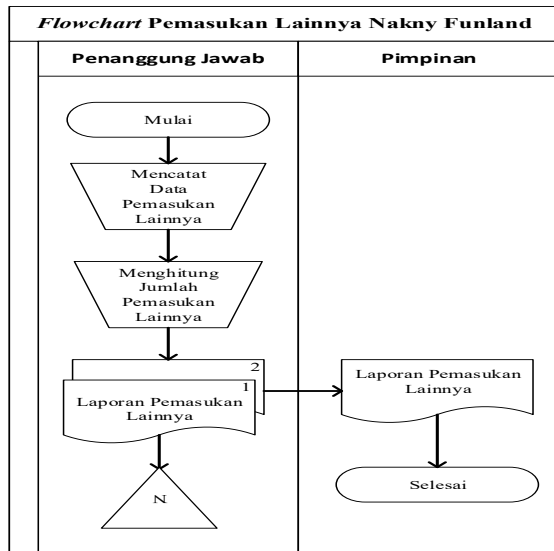 Flowchart Pemasukan Lainnya Nakny Funland
Penanggung Jawab
Pimpinan
Mulai
Mencatat
Data
Pemasukan
Lainnya
Menghitung
Jumlah
Pemasukan
Lainnya
2
1
Laporan Pemasukan
Lainnya
N
Laporan Pemasukan
Lainnya
Selesai